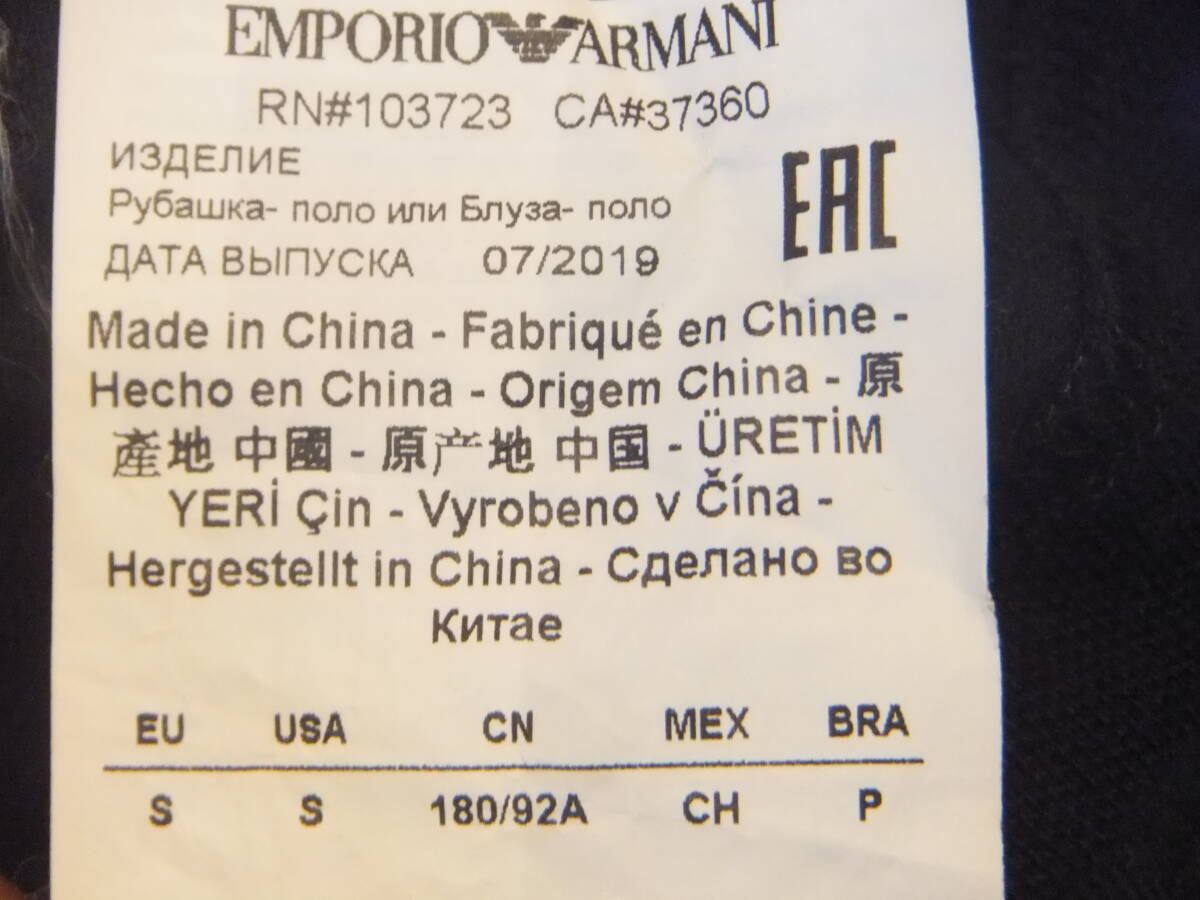 EMPORIO ARMANI
RN#103723 CA#37360
ИЗДЕЛИЕ
Рубашка- поло или Блуза- поло
EAC
ДАТА ВЫПУСКА 07/2019
Made in China - Fabriqué en Chine -
Hecho en China - Origem China - 原
產地 中國 - 原产地 中国 - ÜRETİM
YERİ Çin - Vyrobeno v Čína -
Hergestellt in China - Сделано во
Китае
EU USA CN MEX BRA
S S 180/92A CH P